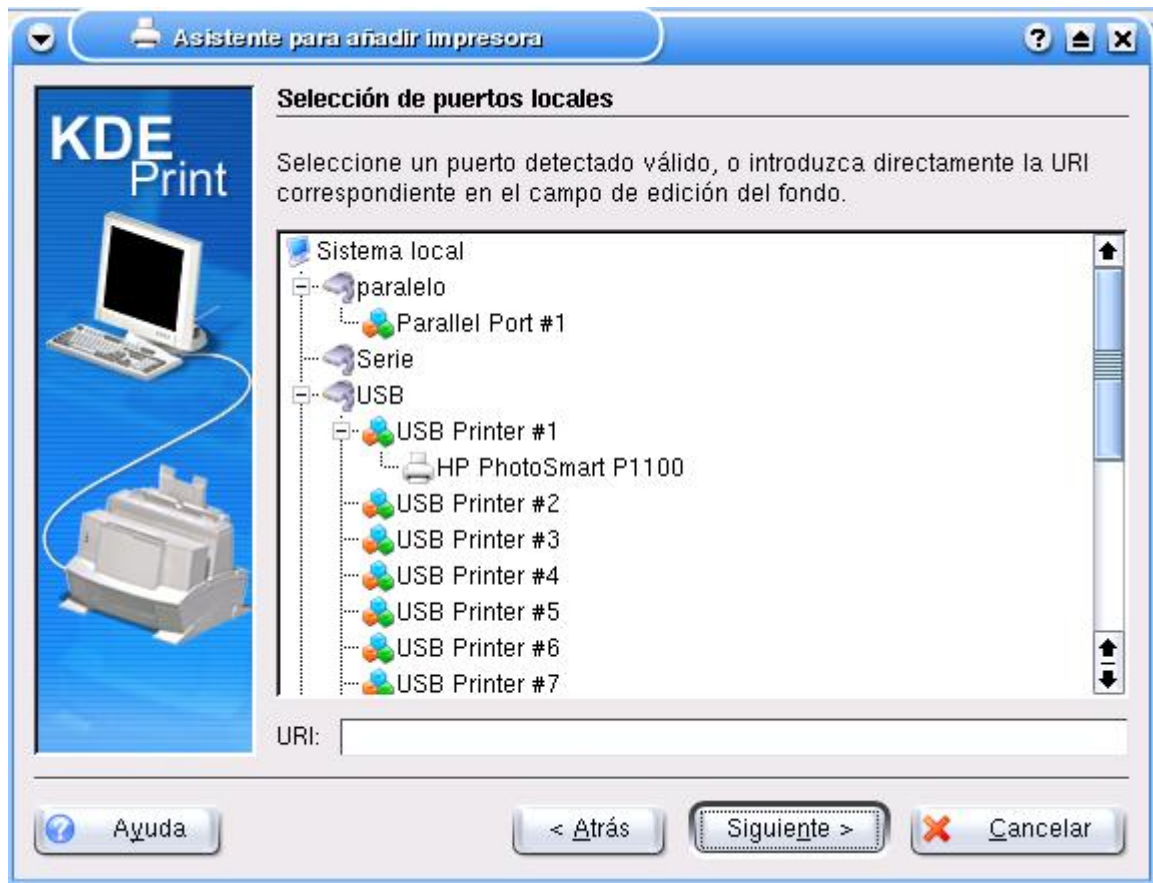 Asistente para añadir impresora
KDE
Print
Selección de puertos locales
Seleccione un puerto detectado válido, o introduzca directamente la URI
correspondiente en el campo de edición del fondo.
Sistema local
paralelo
Parallel Port #1
Serie
USB
USB Printer #1
HP PhotoSmart P1100
USB Printer #2
USB Printer #3
USB Printer #4
USB Printer #5
USB Printer #6
USB Printer #7
URI:
Ayuda
< Atrás
Siguiente >
Cancelar